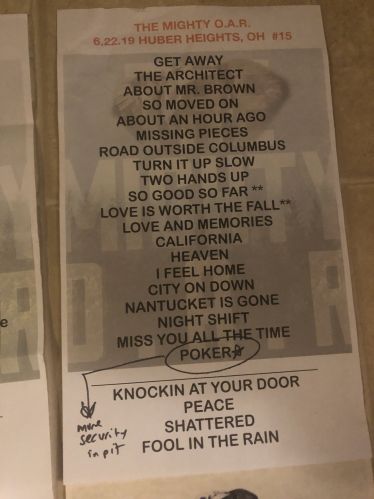 THE MIGHTY O.A.R.
6.22.19 HUBER HEIGHTS, OH #15
GET AWAY
THE ARCHITECT
ABOUT MR. BROWN
SO MOVED ON
ABOUT AN HOUR AGO
MISSING PIECES
ROAD OUTSIDE COLUMBUS
TURN IT UP SLOW
TWO HANDS UP
SO GOOD SO FAR **
LOVE IS WORTH THE FALL**
LOVE AND MEMORIES
CALIFORNIA
HEAVEN
I FEEL HOME
CITY ON DOWN
NANTUCKET IS GONE
NIGHT SHIFT
MISS YOU ALL THE TIME
POKER
KNOCKIN AT YOUR DOOR
PEACE
SHATTERED
FOOL IN THE RAIN
more
security
in pit